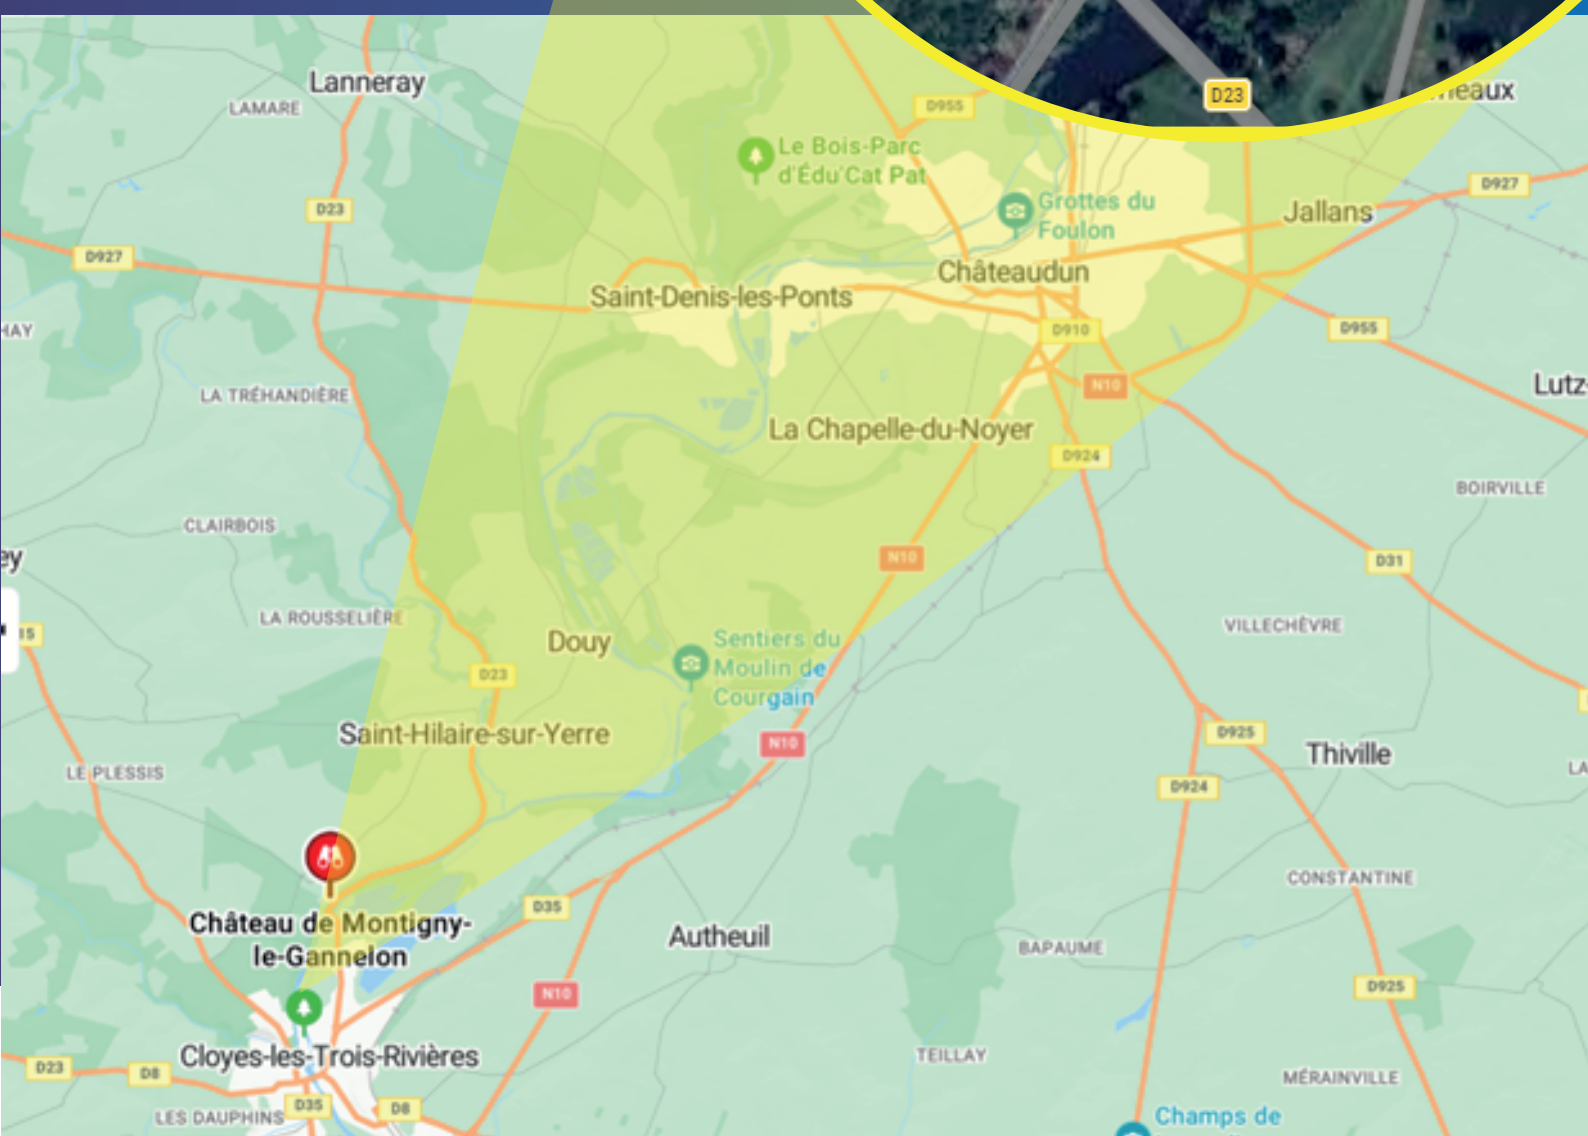 D23
Lanneray
LAMARE
D955
Le Bois-Parc
d'Édu'Cat Pat
D23
Grottes du
Foulon
Jallans
D927
D927
Châteaudun
Saint-Denis-les-Ponts
D910
D955
LA TRÉHANDIÈRE
N10
Lutz-
La Chapelle-du-Noyer
D924
BOIRVILLE
CLAIRBOIS
N10
D31
LA ROUSSELIÈRE
VILLECHÈVRE
15
Douy
Sentiers du
Moulin de
Courgain
D23
Saint-Hilaire-sur-Yerre
N10
D925
Thiville
LE PLESSIS
D924
CONSTANTINE
Château de Montigny-
le-Gannelon
D35
Autheuil
BAPAUME
N10
D925
Cloyes-les-Trois-Rivières
TEILLAY
D23
D8
MÉRAINVILLE
LES DAUPHINS
D35
D8
Champs de